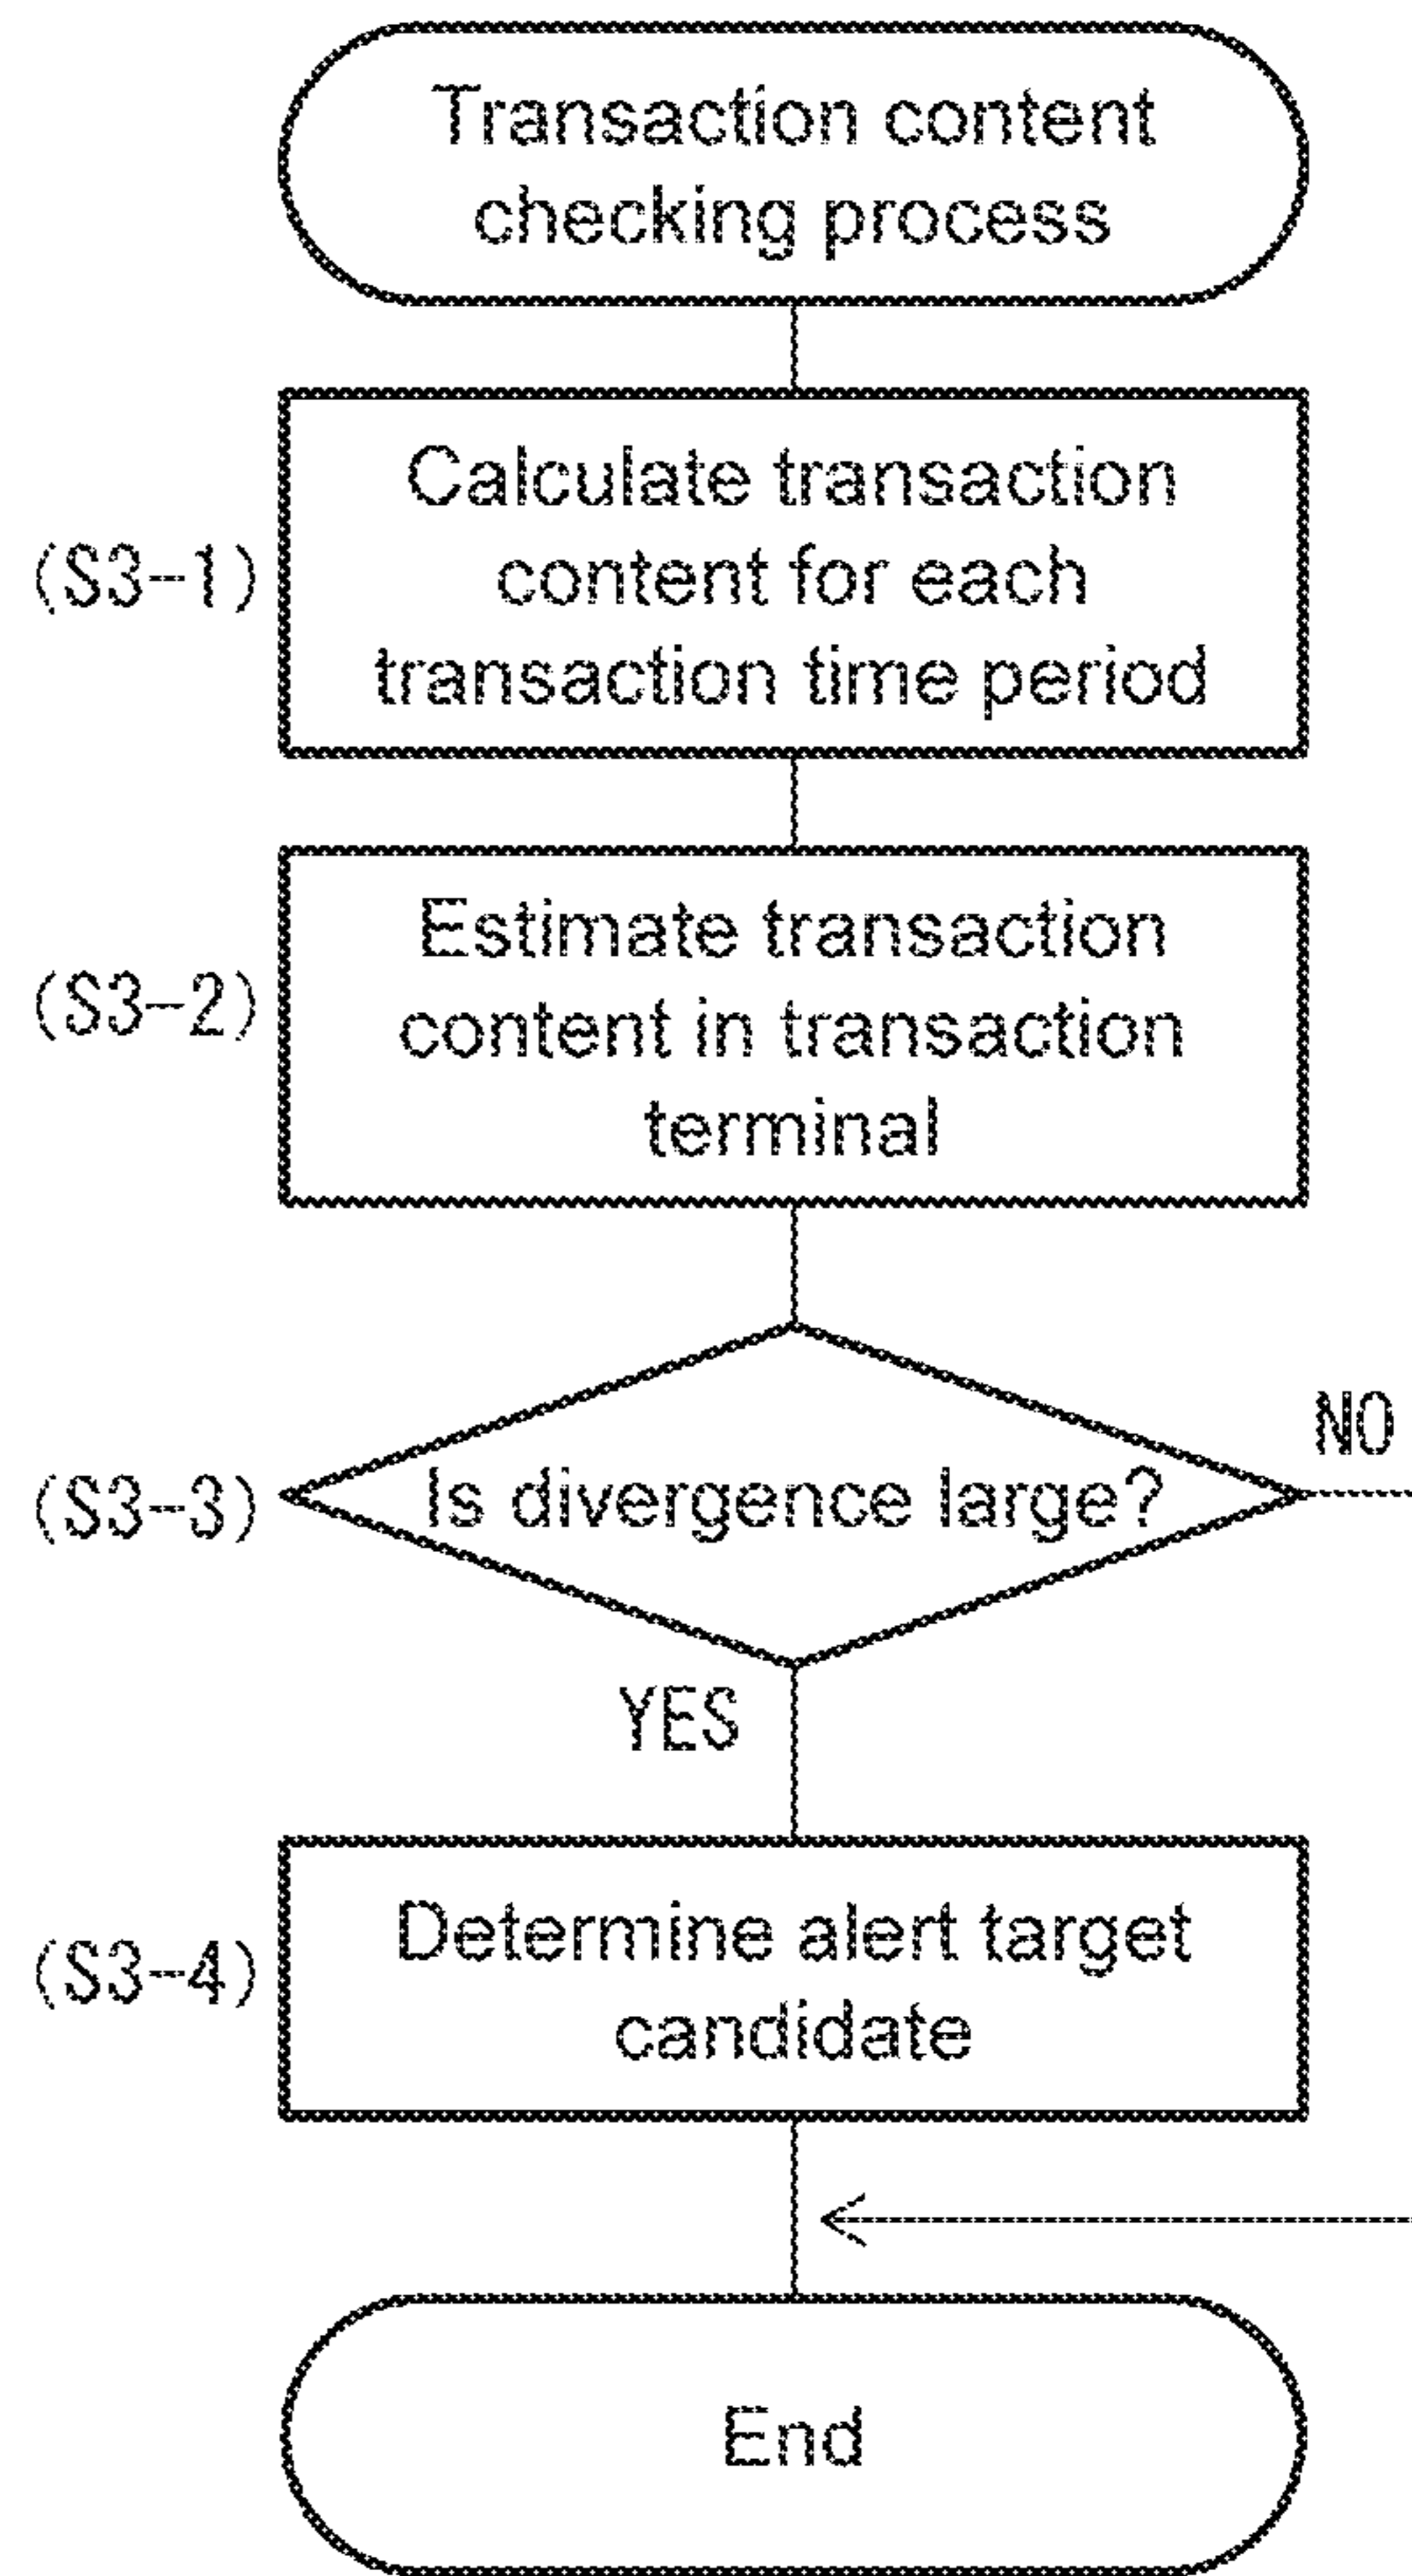 Transaction content
checking process
(S3-1)
Calculate transaction
content for each
transaction time period
(S3-2)
Estimate transaction
content in transaction
terminal
(S3-3)
Is divergence large?
NO
YES
(S3-4)
Determine alert target
candidate
End